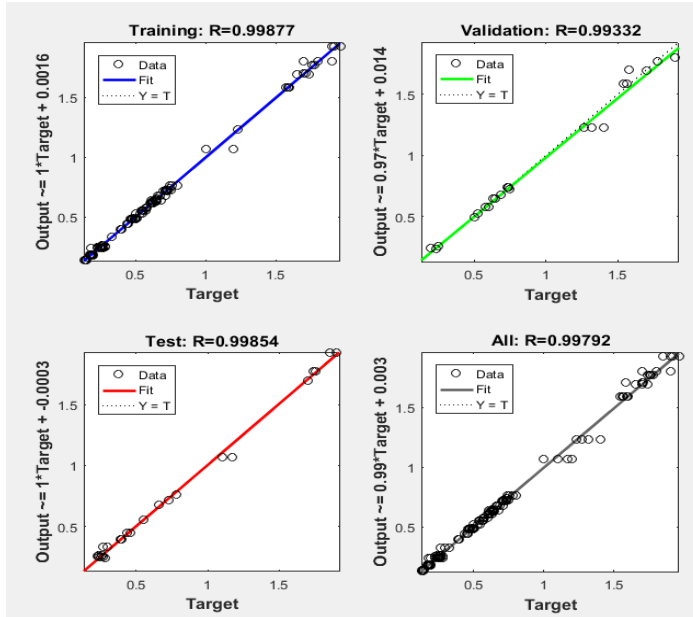 Training: R=0.99877
Output ~= 1*Target + 0.0016
1.5
1
0.5
Data
Fit
Y = T
0.5 1 1.5
Target
Validation: R=0.99332
Output ~= 0.97*Target + 0.014
1.5
1
0.5
Data
Fit
Y = T
0.5 1 1.5
Target
Test: R=0.99854
Output ~= 1*Target + -0.0003
1.5
1
0.5
Data
Fit
Y = T
0.5 1 1.5
Target
All: R=0.99792
Output ~= 0.99*Target + 0.003
1.5
1
0.5
Data
Fit
Y = T
0.5 1 1.5
Target